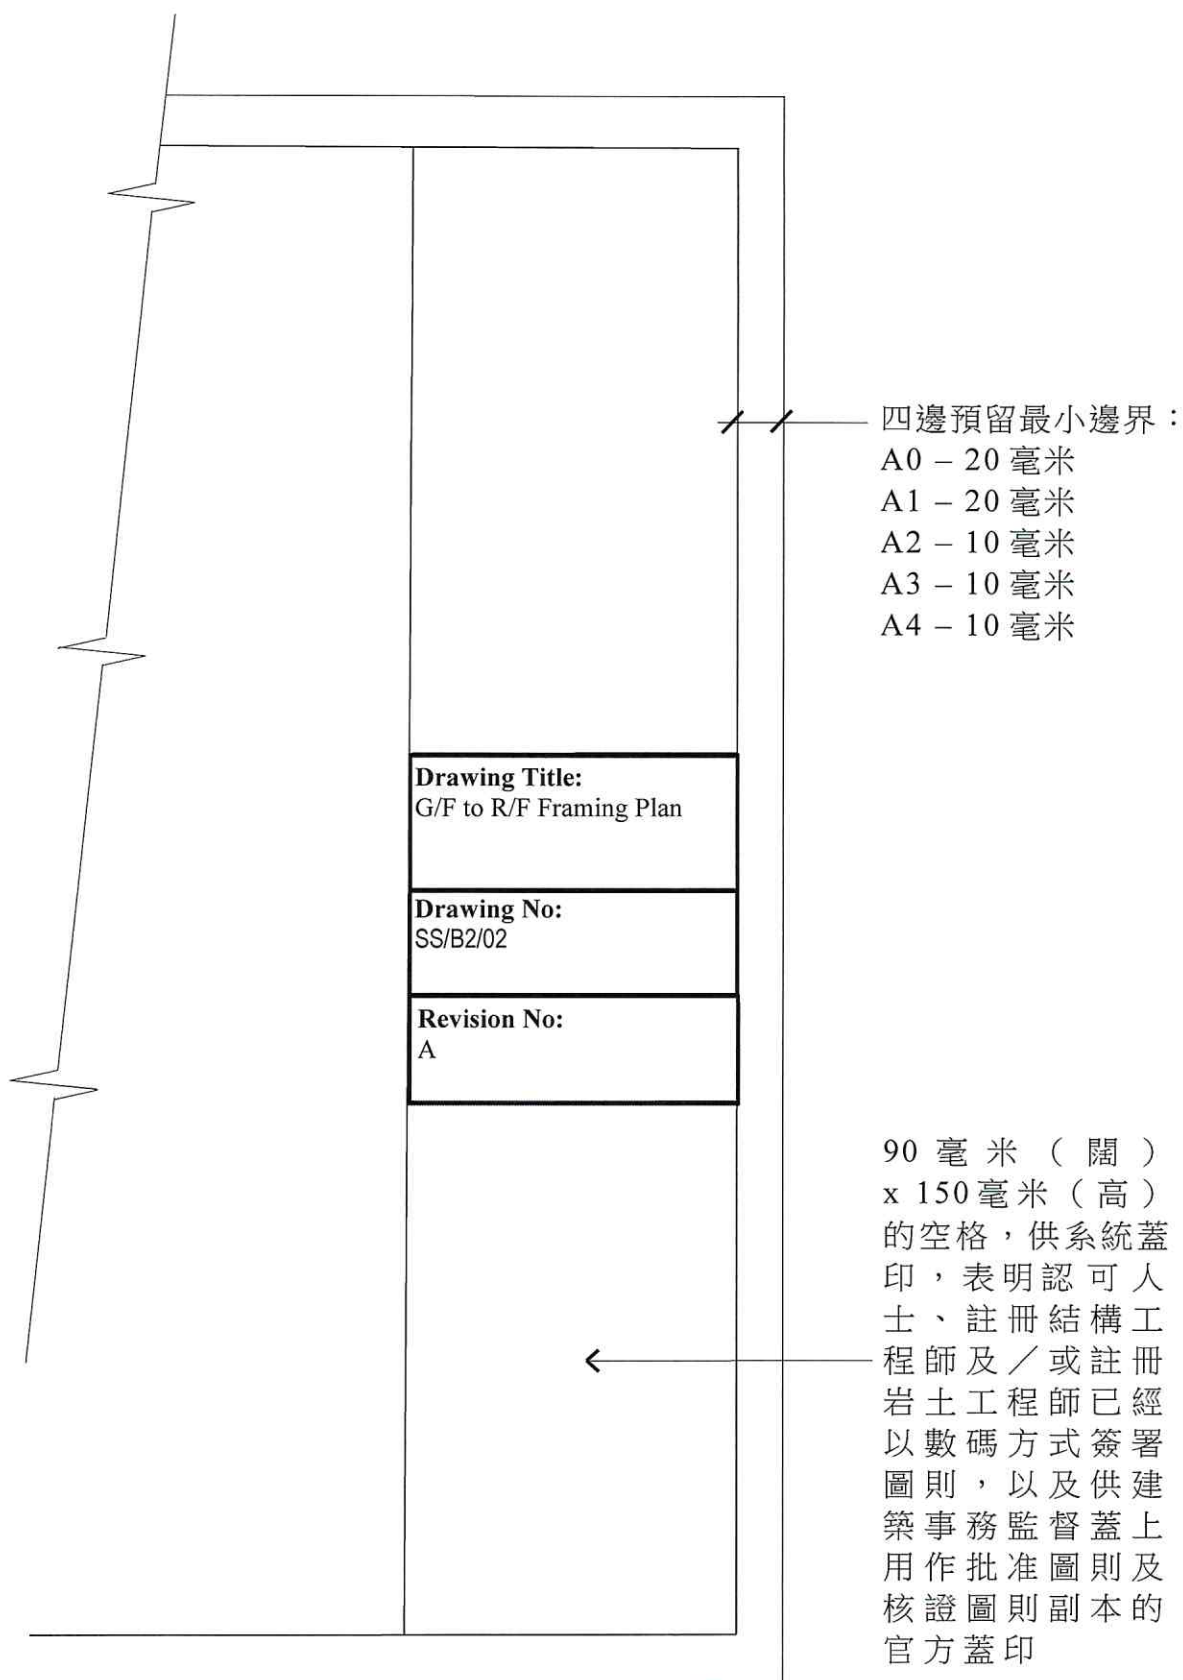 四邊預留最小邊界：
A0 – 20 毫米
A1 – 20 毫米
A2 – 10 毫米
A3 – 10 毫米
A4 – 10 毫米
Drawing Title:
G/F to R/F Framing Plan
Drawing No:
SS/B2/02
Revision No:
A
90 毫米（闊）
x 150毫米（高）
的空格，供系統蓋
印，表明認可人
士、註冊結構工
程師及／或註冊
岩土工程師已經
以數碼方式簽署
圖則，以及供建
築事務監督蓋上
用作批准圖則及
核證圖則副本的
官方蓋印